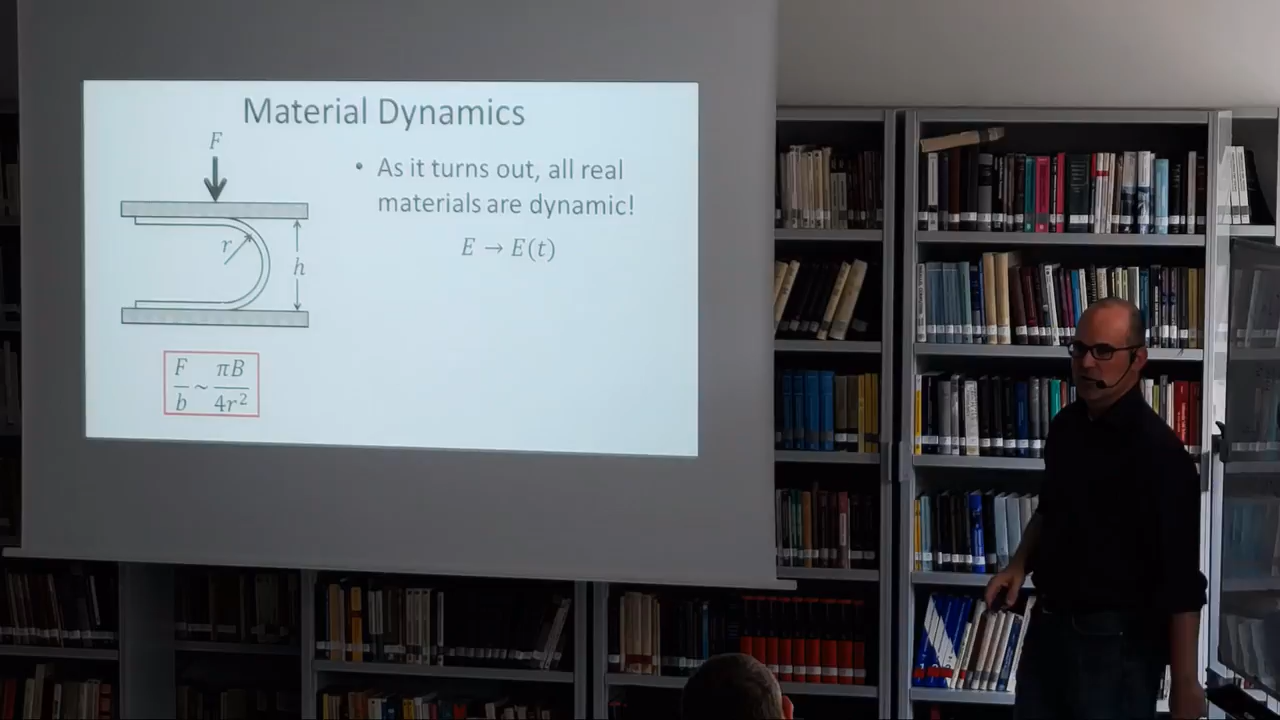 Material Dynamics
F
• As it turns out, all real
materials are dynamic!
E → E(t)
r
h
F/b ~ πB/4r²